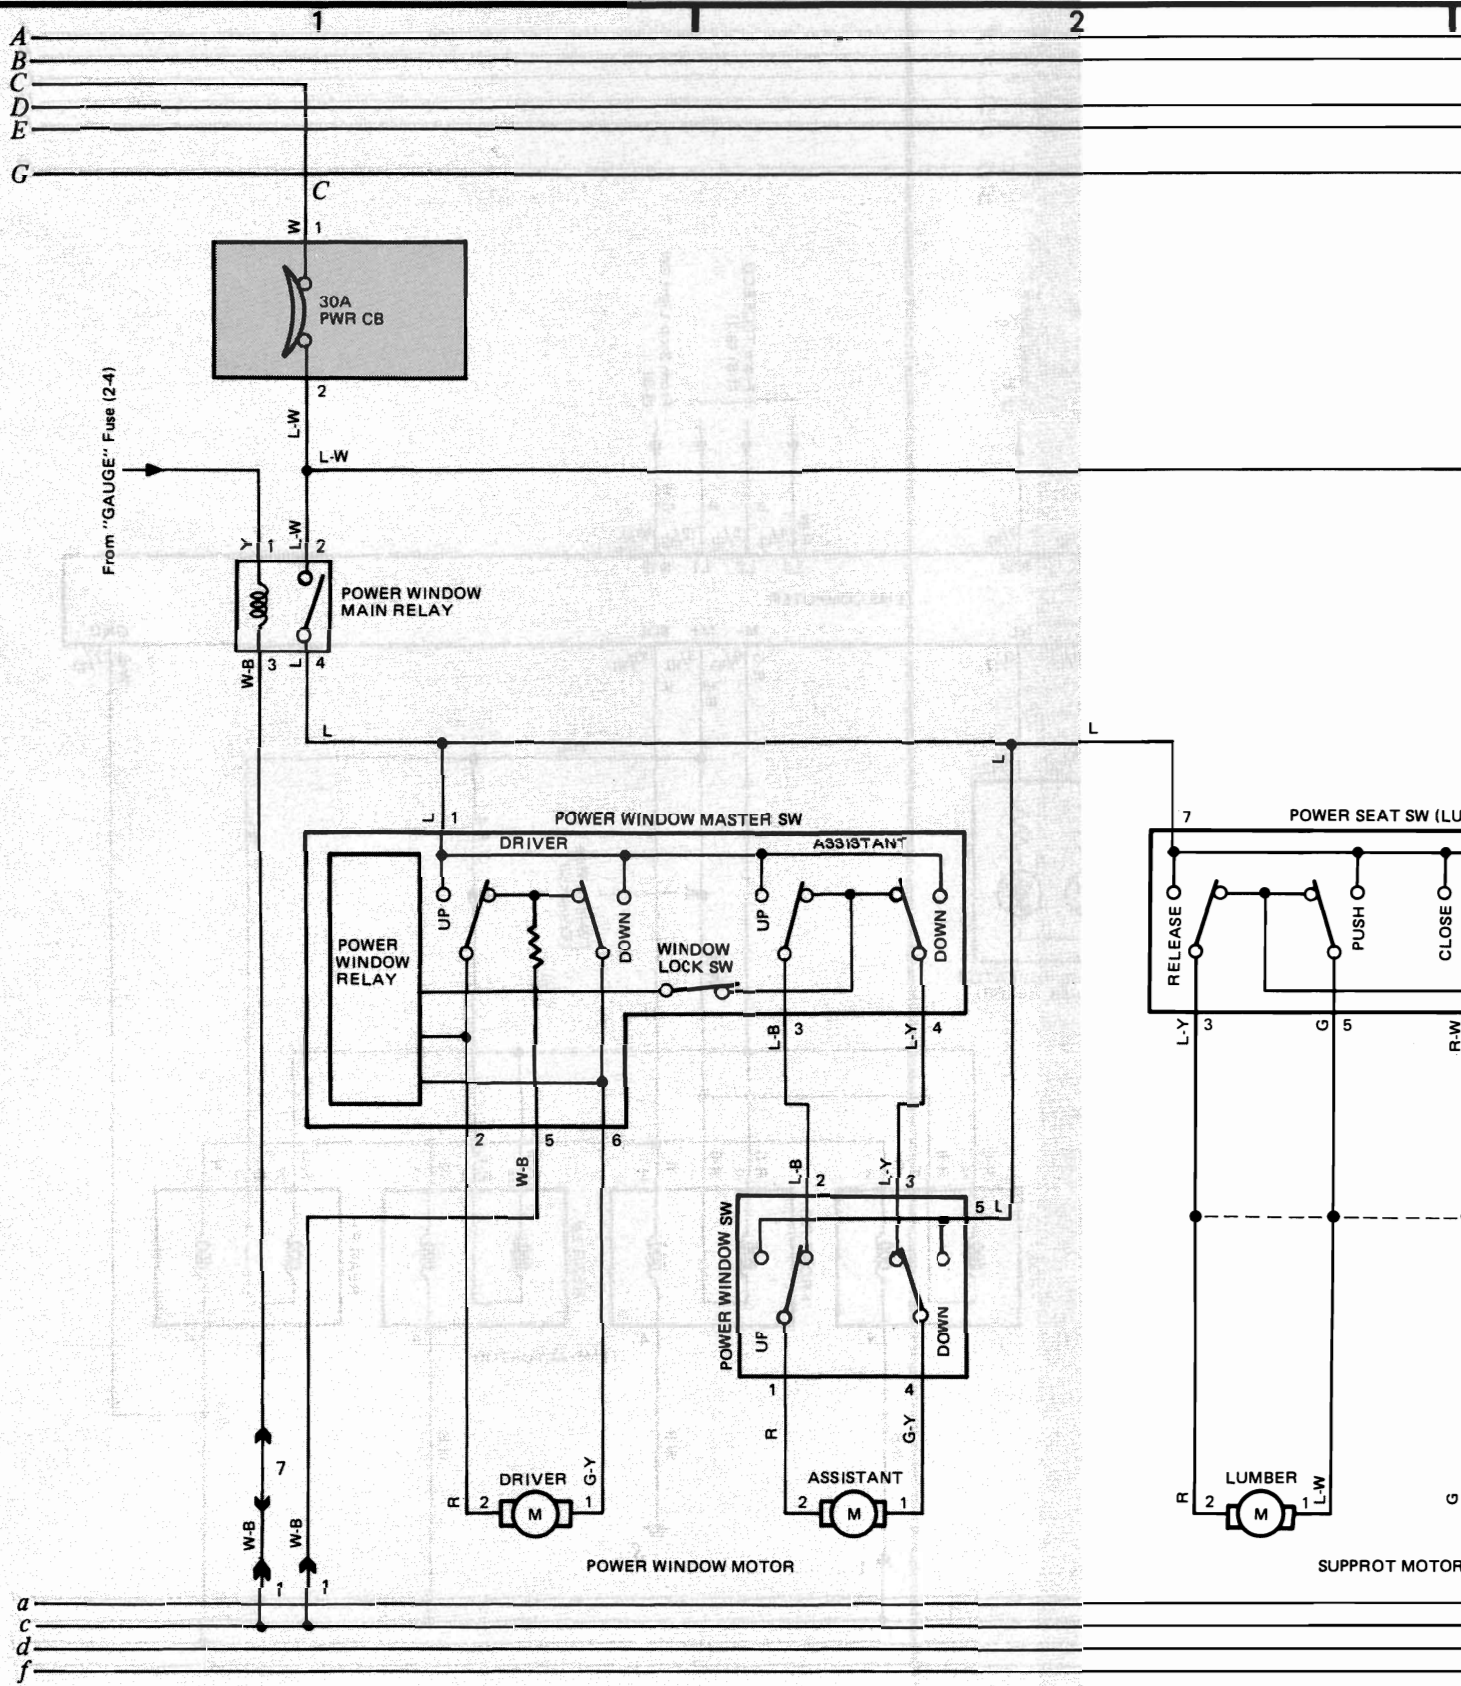 1
2
A
B
C
D
E
G
C
W
1
30A
PWR CB
2
L-W
L-W
From "GAUGE" Fuse (2-4)
Y
1
L-W
2
POWER WINDOW
MAIN RELAY
W-B
3
L
4
L
L
L
L
1
POWER WINDOW MASTER SW
DRIVER
ASSISTANT
UP
DOWN
UP
DOWN
POWER
WINDOW
RELAY
WINDOW
LOCK SW
L-B
3
L-Y
4
2
W-B
5
6
L-B
2
L-Y
3
5
L
POWER WINDOW SW
UP
DOWN
1
4
R
G-Y
7
POWER SEAT SW (LU
RELEASE
PUSH
CLOSE
L-Y
3
G
5
R-W
7
W-B
W-B
1
1
DRIVER
R
2
M
1
G-Y
ASSISTANT
2
M
1
POWER WINDOW MOTOR
LUMBER
R
2
M
1
L-W
G
SUPPROT MOTOR
a
c
d
f